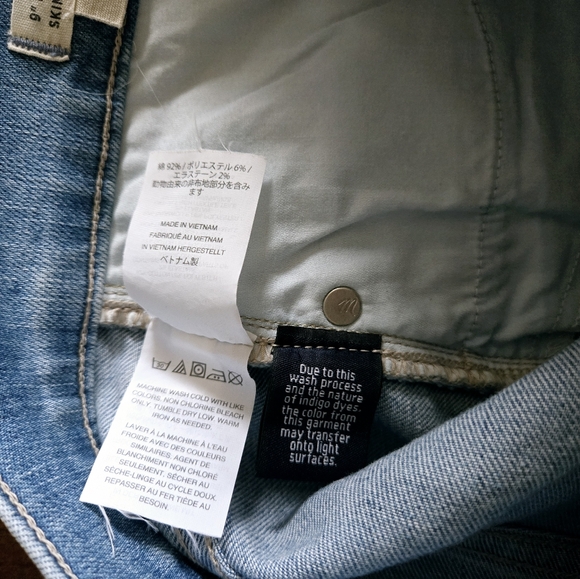 9"
SKIN
綿 92% / ポリエステル 6% /
エラステーン 2%
動物由来の非布地部分を含み
ます
MADE IN VIETNAM
FABRIQUÉ AU VIETNAM
IN VIETNAM HERGESTELLT
ベトナム製
MACHINE WASH COLD WITH LIKE
COLORS. NON CHLORINE BLEACH
ONLY. TUMBLE DRY LOW. WARM
IRON AS NEEDED.
LAVER À LA MACHINE À L'EAU
FROIDE AVEC DES COULEURS
SIMILAIRES. AGENT DE
BLANCHIMENT NON CHLORÉ
SEULEMENT. SÉCHER AU
SÈCHE-LINGE AU CYCLE DOUX.
REPASSER AU FER TIÈDE AU
BESOIN.
Due to this
wash process
and the nature
of indigo dyes.
the color from
this garment
may transfer
onto light
surfaces.